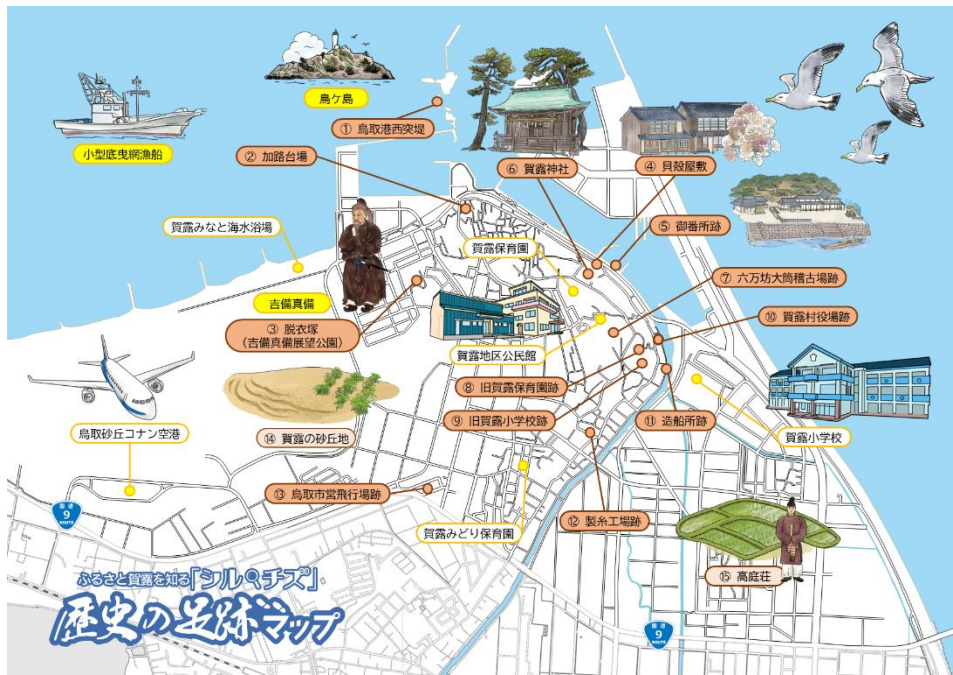 鳥ケ島
① 鳥取港西突堤
小型底曳網漁船
② 加路台場
⑥ 賀露神社
④ 貝殻屋敷
賀露みなと海水浴場
賀露保育園
⑤ 御番所跡
吉備真備
③ 脱衣塚
(吉備真備展望公園)
⑦ 六万坊大筒稽古場跡
⑩ 賀露村役場跡
賀露地区公民館
⑧ 旧賀露保育園跡
⑨ 旧賀露小学校跡
⑪ 造船所跡
賀露小学校
鳥取砂丘コナン空港
⑭ 賀露の砂丘地
⑬ 鳥取市営飛行場跡
賀露みどり保育園
⑫ 製糸工場跡
⑮ 高庭荘
国道
9
ROUTE
国道
9
ROUTE
ふるさと賀露を知る「シルチズ」
歴史の足跡マップ